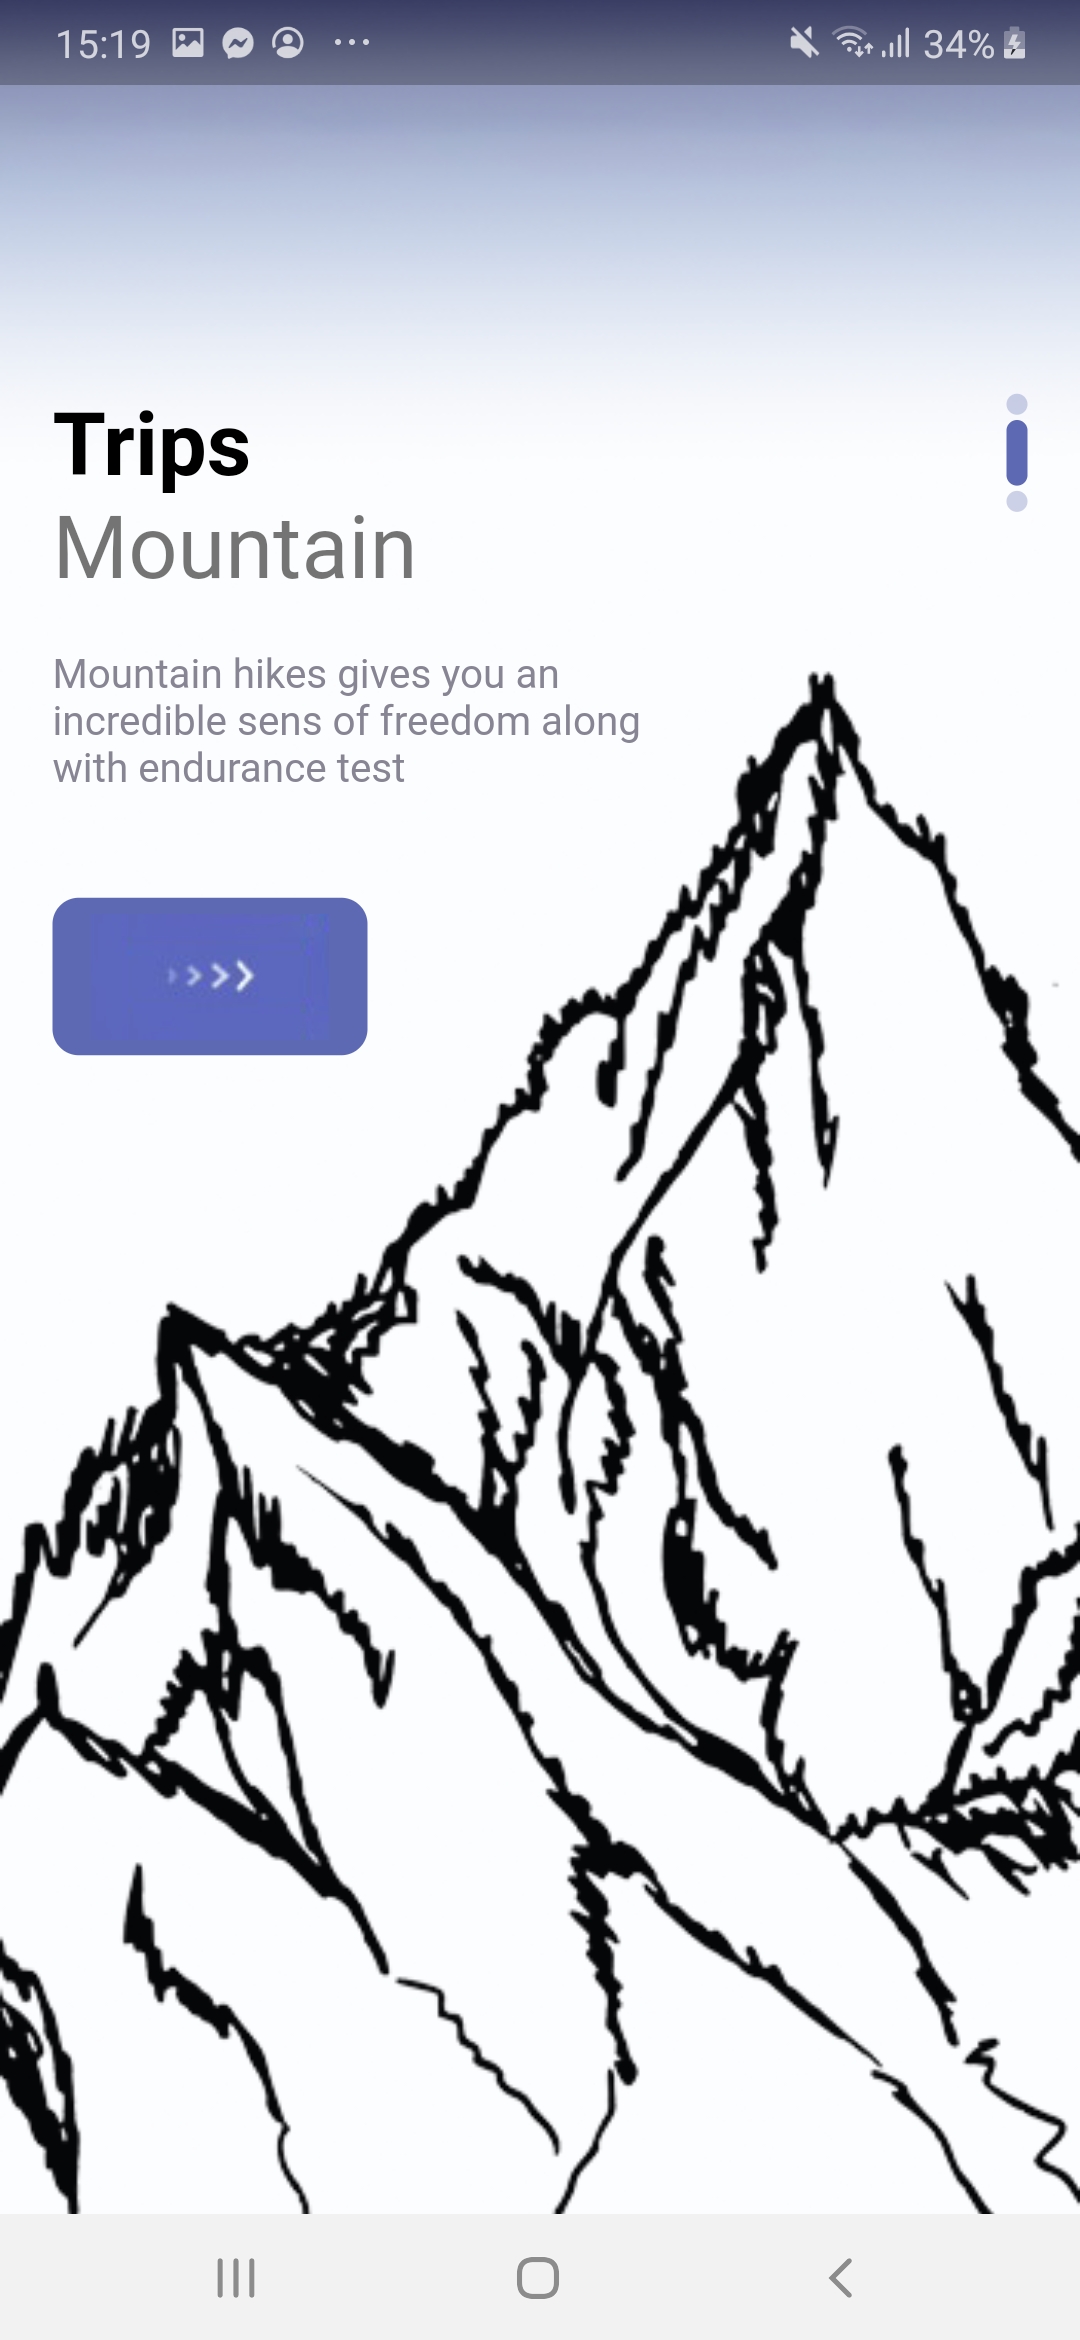 15:19
34%
Trips
Mountain
Mountain hikes gives you an
incredible sens of freedom along
with endurance test